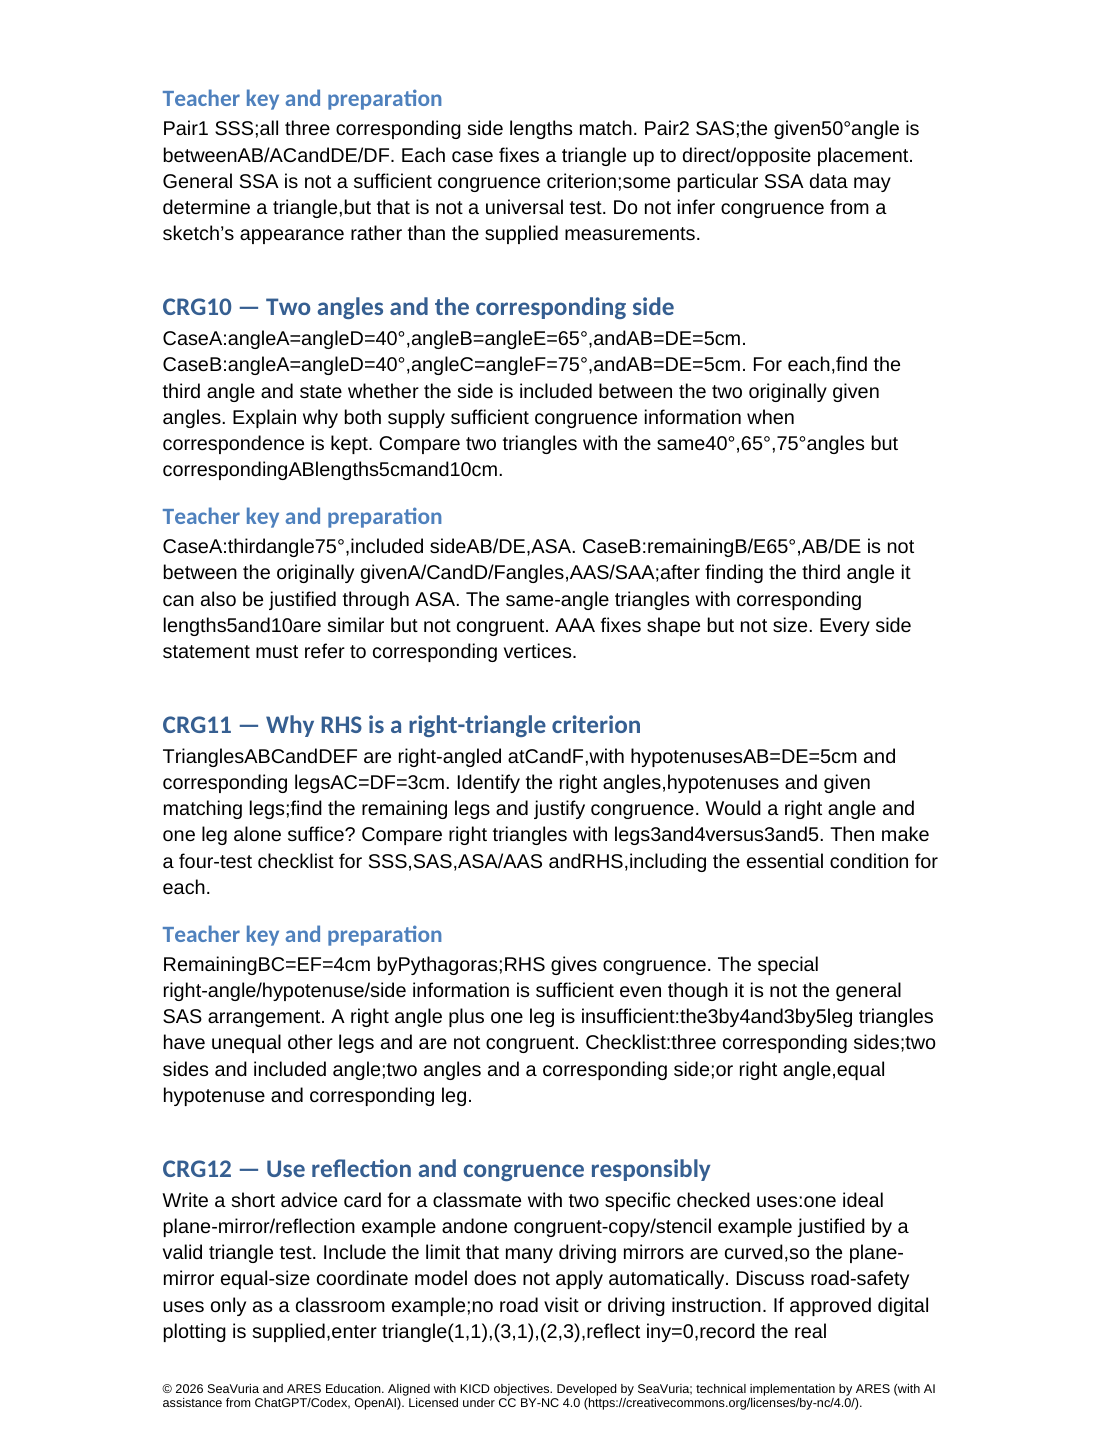 Teacher key and preparation
Pair1 SSS;all three corresponding side lengths match. Pair2 SAS;the given50°angle is
betweenAB/ACandDE/DF. Each case fixes a triangle up to direct/opposite placement.
General SSA is not a sufficient congruence criterion;some particular SSA data may
determine a triangle,but that is not a universal test. Do not infer congruence from a
sketch’s appearance rather than the supplied measurements.
CRG10 — Two angles and the corresponding side
CaseA:angleA=angleD=40°,angleB=angleE=65°,andAB=DE=5cm.
CaseB:angleA=angleD=40°,angleC=angleF=75°,andAB=DE=5cm. For each,find the
third angle and state whether the side is included between the two originally given
angles. Explain why both supply sufficient congruence information when
correspondence is kept. Compare two triangles with the same40°,65°,75°angles but
correspondingABlengths5cmand10cm.
Teacher key and preparation
CaseA:thirdangle75°,included sideAB/DE,ASA. CaseB:remainingB/E65°,AB/DE is not
between the originally givenA/CandD/Fangles,AAS/SAA;after finding the third angle it
can also be justified through ASA. The same-angle triangles with corresponding
lengths5and10are similar but not congruent. AAA fixes shape but not size. Every side
statement must refer to corresponding vertices.
CRG11 — Why RHS is a right-triangle criterion
TrianglesABCandDEF are right-angled atCandF,with hypotenusesAB=DE=5cm and
corresponding legsAC=DF=3cm. Identify the right angles,hypotenuses and given
matching legs;find the remaining legs and justify congruence. Would a right angle and
one leg alone suffice? Compare right triangles with legs3and4versus3and5. Then make
a four-test checklist for SSS,SAS,ASA/AAS andRHS,including the essential condition for
each.
Teacher key and preparation
RemainingBC=EF=4cm byPythagoras;RHS gives congruence. The special
right-angle/hypotenuse/side information is sufficient even though it is not the general
SAS arrangement. A right angle plus one leg is insufficient:the3by4and3by5leg triangles
have unequal other legs and are not congruent. Checklist:three corresponding sides;two
sides and included angle;two angles and a corresponding side;or right angle,equal
hypotenuse and corresponding leg.
CRG12 — Use reflection and congruence responsibly
Write a short advice card for a classmate with two specific checked uses:one ideal
plane-mirror/reflection example andone congruent-copy/stencil example justified by a
valid triangle test. Include the limit that many driving mirrors are curved,so the plane-
mirror equal-size coordinate model does not apply automatically. Discuss road-safety
uses only as a classroom example;no road visit or driving instruction. If approved digital
plotting is supplied,enter triangle(1,1),(3,1),(2,3),reflect iny=0,record the real
© 2026 SeaVuria and ARES Education. Aligned with KICD objectives. Developed by SeaVuria; technical implementation by ARES (with AI
assistance from ChatGPT/Codex, OpenAI). Licensed under CC BY-NC 4.0 (https://creativecommons.org/licenses/by-nc/4.0/).